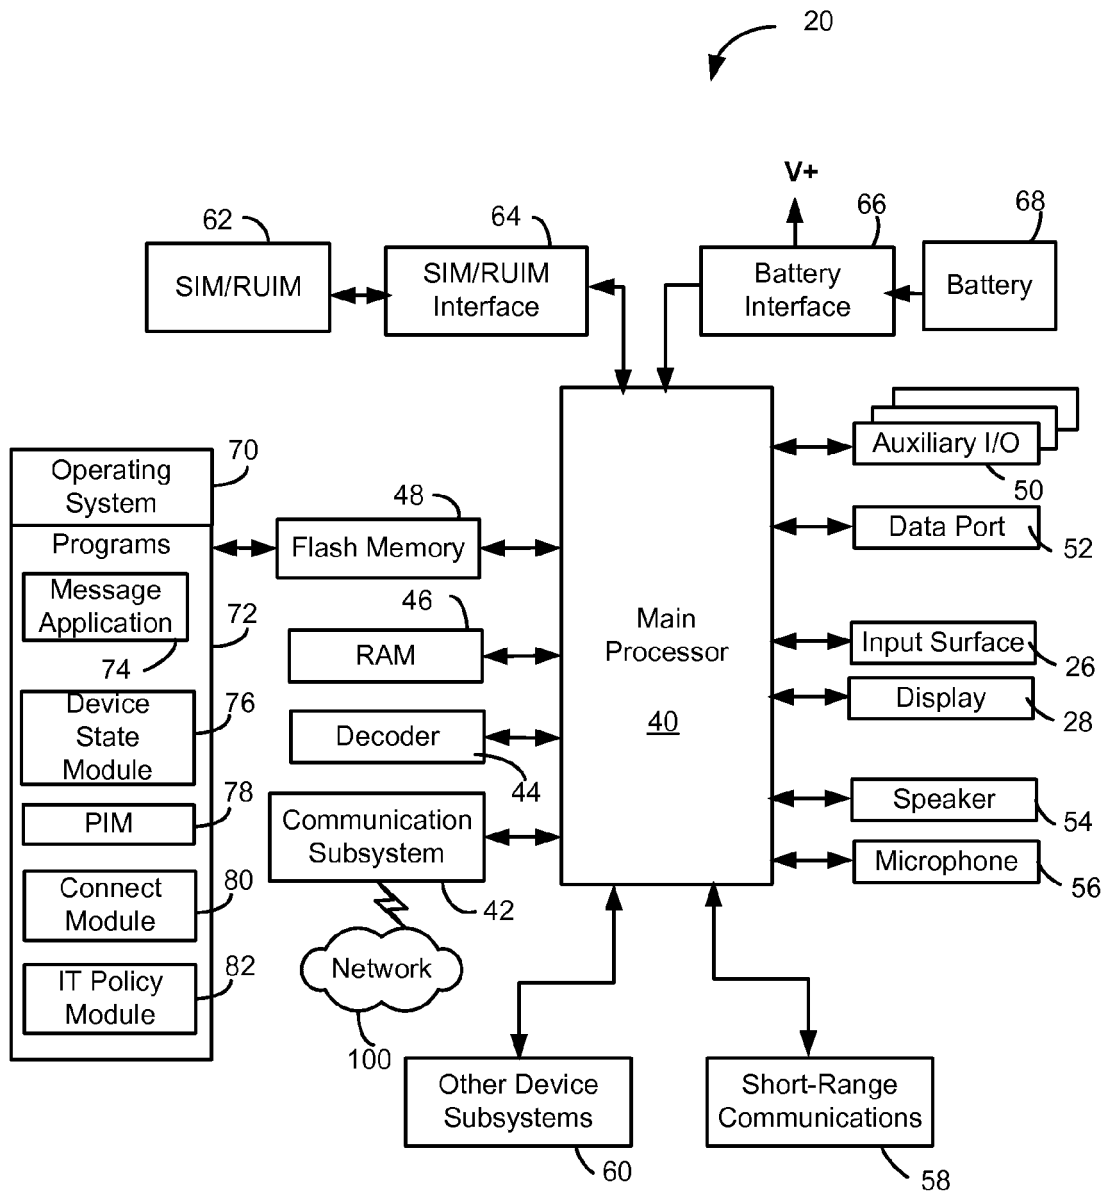 20
V+
62
64
66
68
SIM/RUIM
SIM/RUIM
Interface
Battery
Interface
Battery
Auxiliary I/O
50
Operating
System
70
48
Data Port
52
Programs
Flash Memory
Message
Application
74
72
46
RAM
Main
Processor
40
Input Surface
26
Display
28
Device
State
Module
76
Decoder
44
PIM
78
Communication
Subsystem
42
Speaker
54
Microphone
56
Connect
Module
80
Network
100
IT Policy
Module
82
Other Device
Subsystems
60
Short-Range
Communications
58